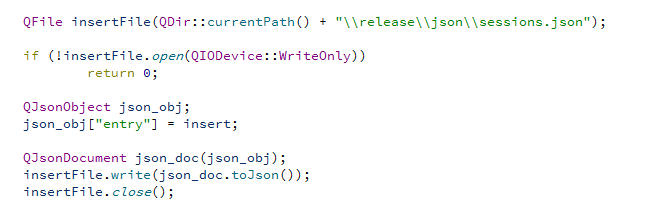 QFile insertFile(QDir::currentPath() + "\\release\\json\\sessions.json");
if (!insertFile.open(QIODevice::WriteOnly))
        return 0;
QJsonObject json_obj;
json_obj["entry"] = insert;
QJsonDocument json_doc(json_obj);
insertFile.write(json_doc.toJson());
insertFile.close();